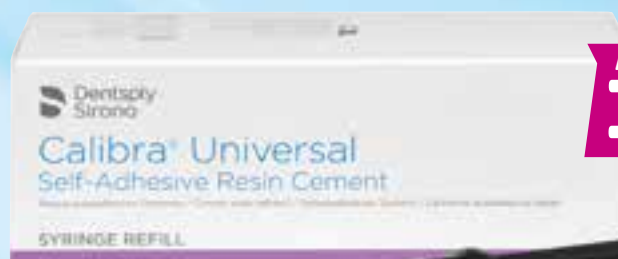 Dentsply
Sirona
Calibra® Universal
Self-Adhesive Resin Cement
SYRINGE REFILL